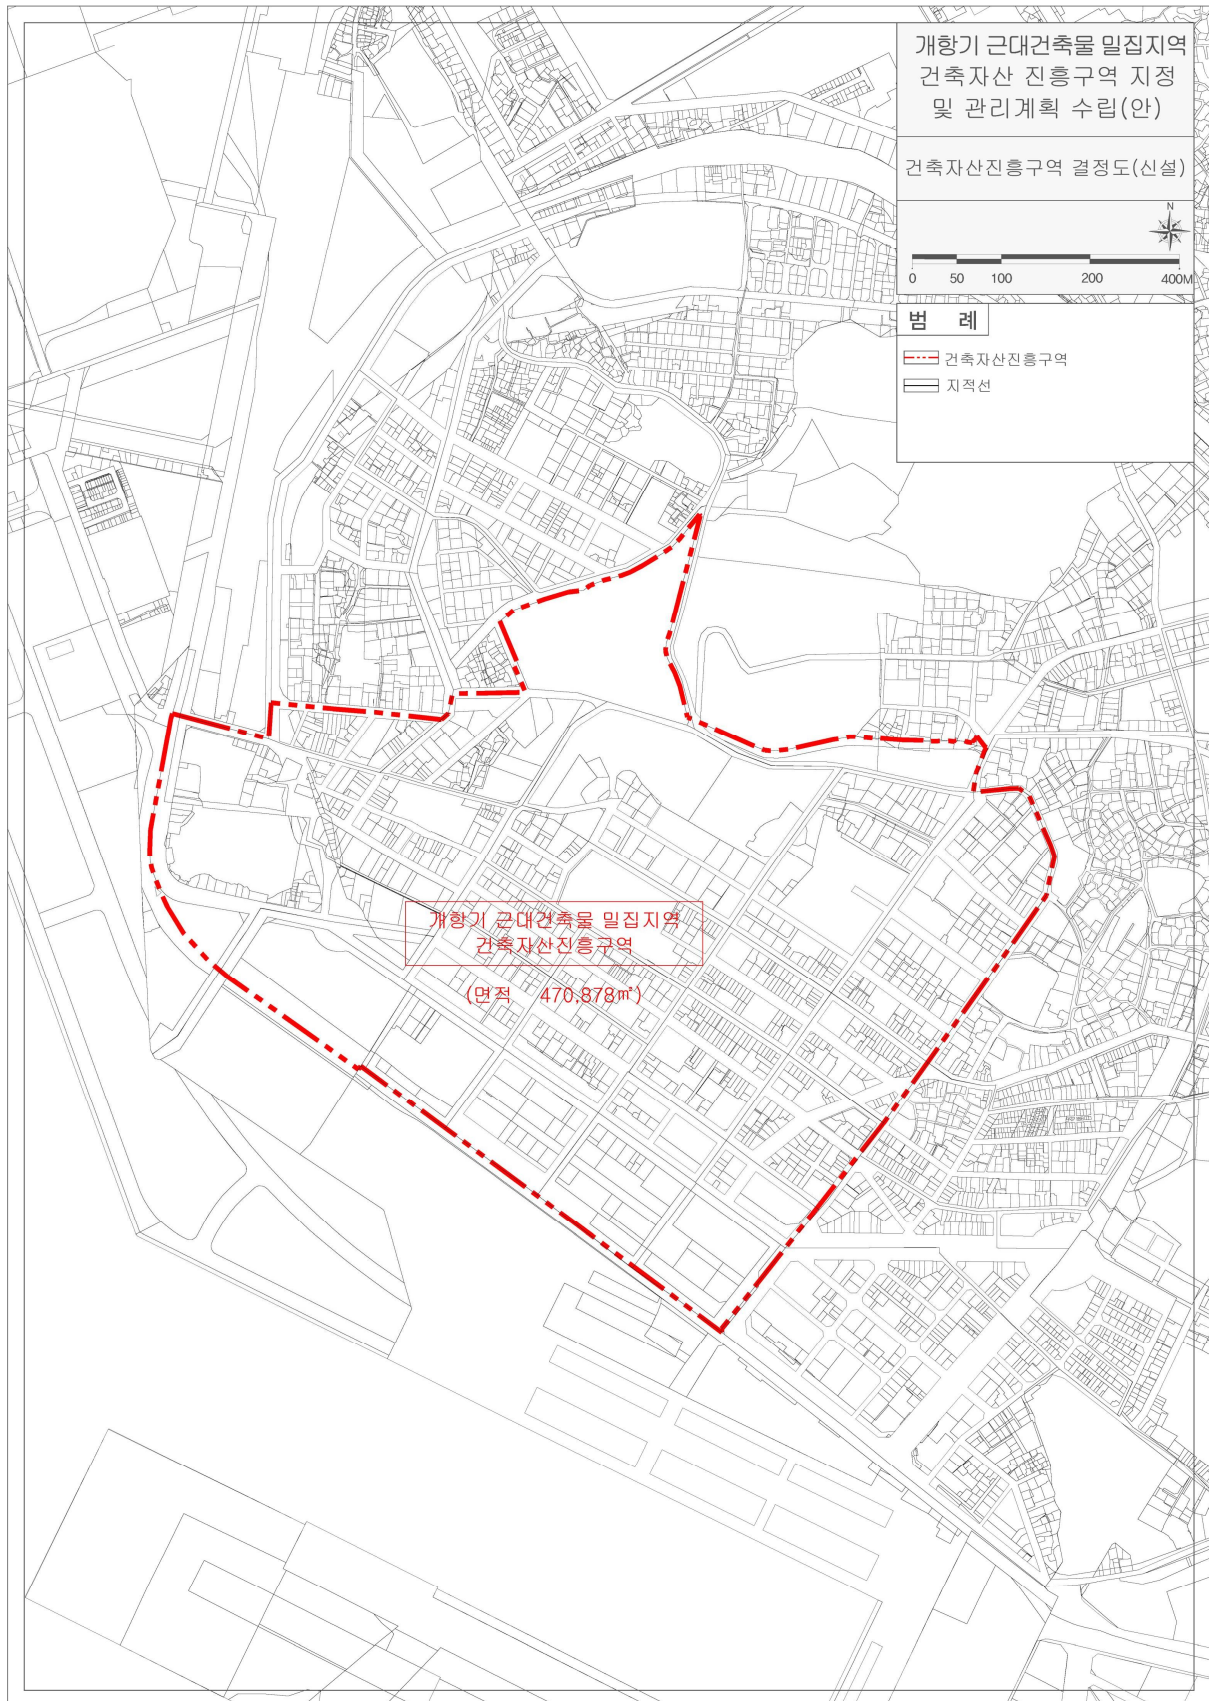 개항기 근대건축물 밀집지역
건축자산 진흥구역 지정
및 관리계획 수립(안)
건축자산진흥구역 결정도(신설)
N
0 50 100 200 400M
범 례
건축자산진흥구역
지적선
개항기 근대건축물 밀집지역
건축자산진흥구역
(면적 470,878㎡)